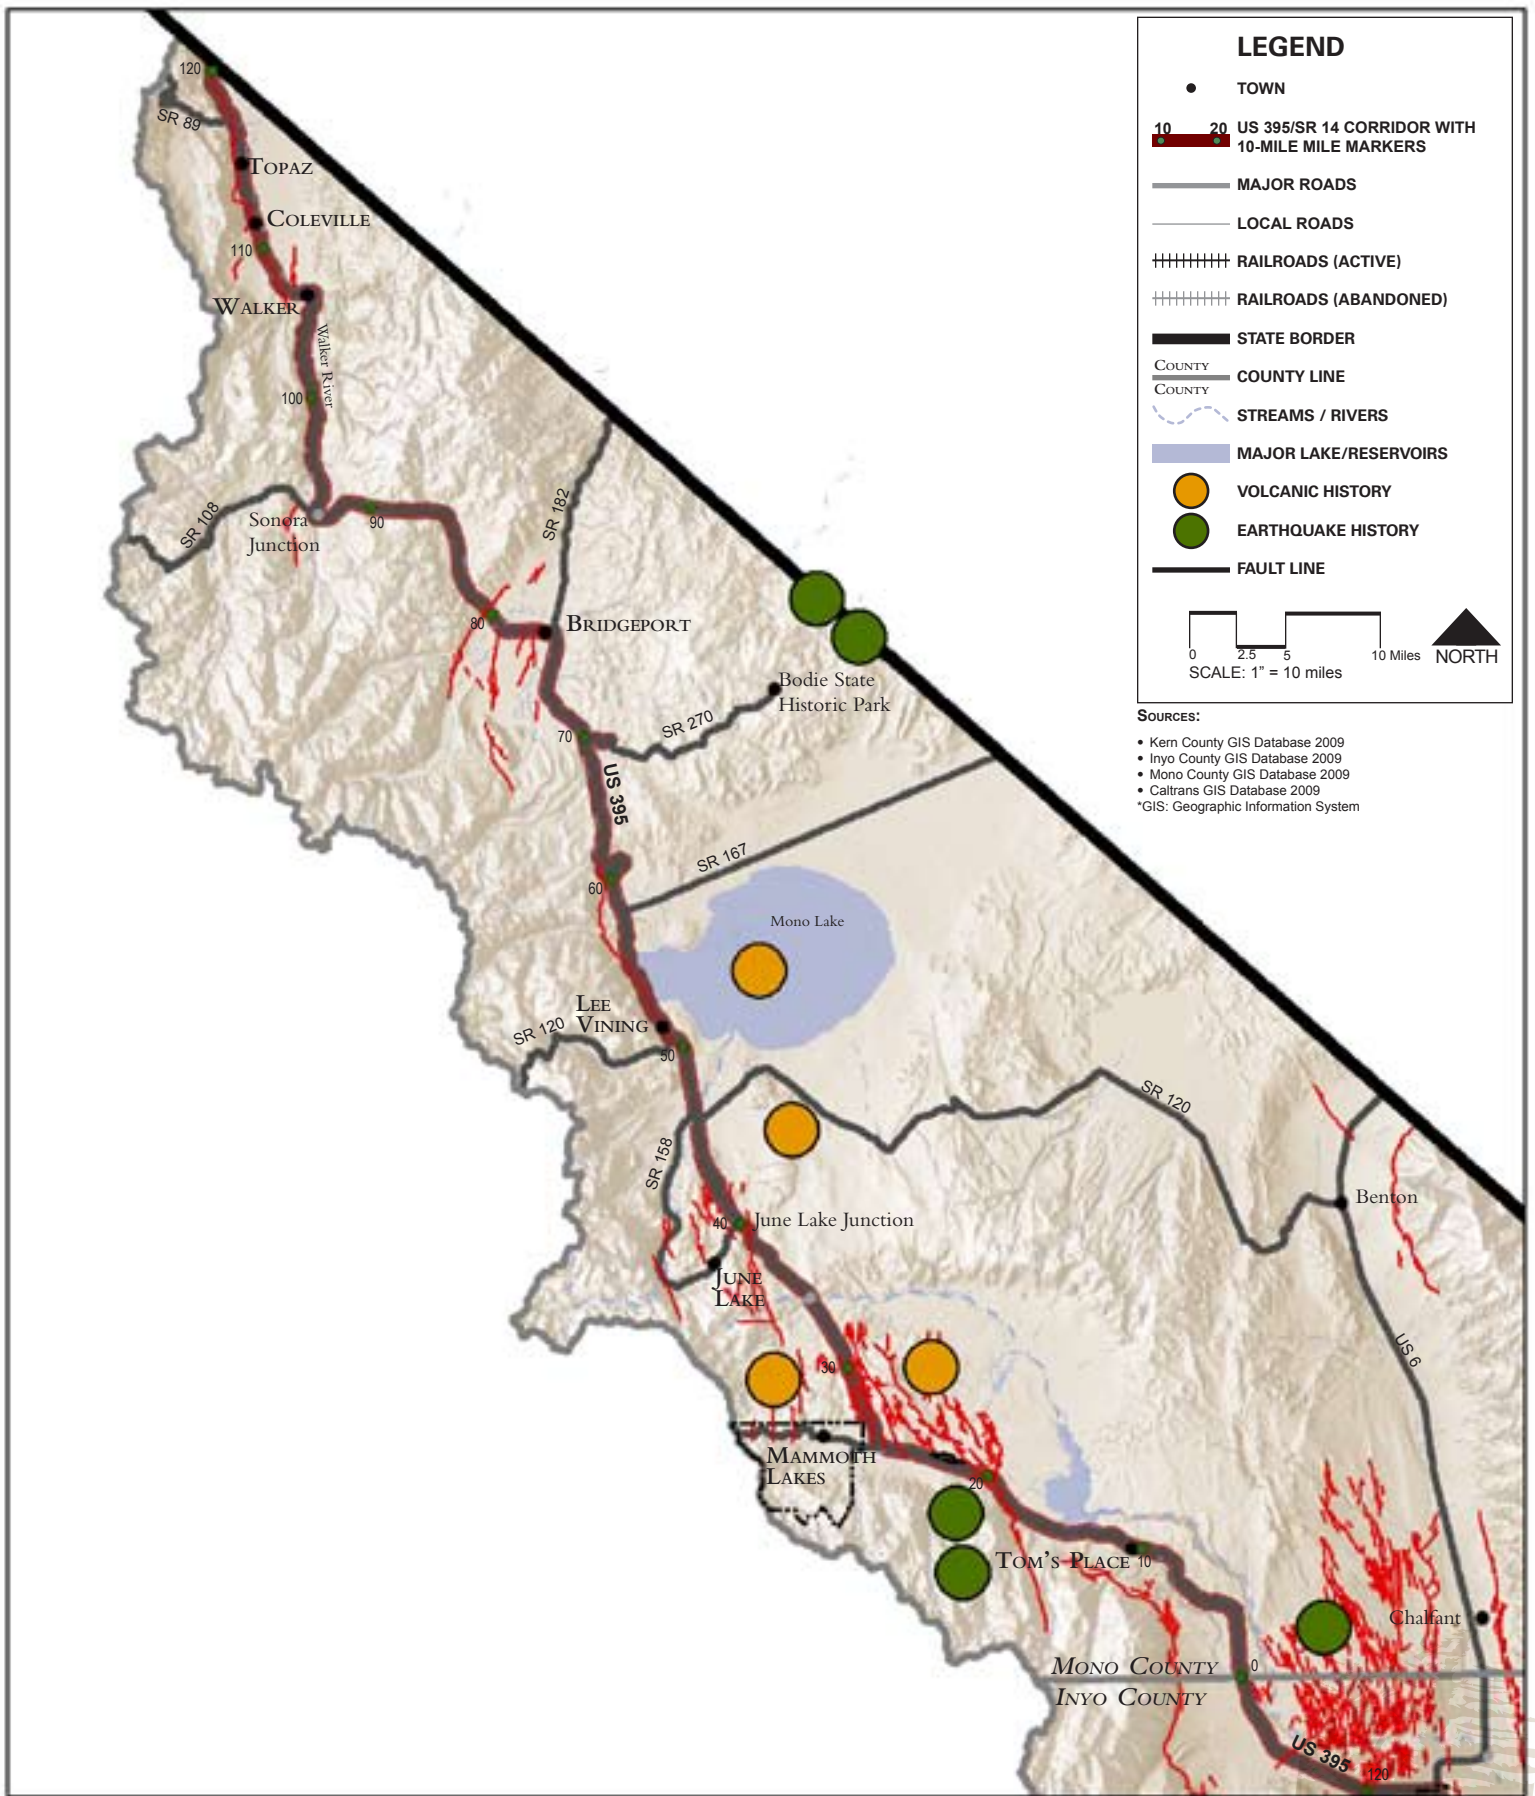 LEGEND
TOWN
10 20
US 395/SR 14 CORRIDOR WITH
10-MILE MILE MARKERS
MAJOR ROADS
LOCAL ROADS
RAILROADS (ACTIVE)
RAILROADS (ABANDONED)
STATE BORDER
COUNTY
COUNTY
COUNTY LINE
STREAMS / RIVERS
MAJOR LAKE/RESERVOIRS
VOLCANIC HISTORY
EARTHQUAKE HISTORY
FAULT LINE
0 2.5 5 10 Miles
SCALE: 1” = 10 miles
NORTH
SOURCES:
• Kern County GIS Database 2009
• Inyo County GIS Database 2009
• Mono County GIS Database 2009
• Caltrans GIS Database 2009
*GIS: Geographic Information System
120
SR 89
TOPAZ
COLEVILLE
110
WALKER
Walker River
100
SR 108
Sonora
Junction
90
SR 182
80
BRIDGEPORT
Bodie State
Historic Park
SR 270
70
US 395
SR 167
60
Mono Lake
LEE
VINING
SR 120
50
SR 120
SR 158
Benton
40
June Lake Junction
JUNE
LAKE
30
US 6
MAMMOTH
LAKES
20
TOM’S PLACE
10
Chalfant
MONO COUNTY
0
INYO COUNTY
US 395
120